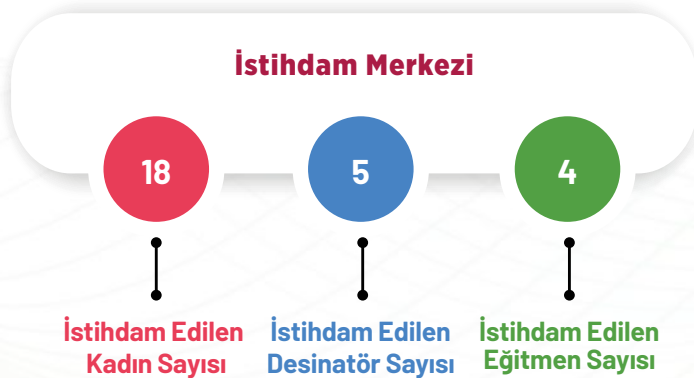 İstihdam Merkezi
18
5
4
İstihdam Edilen
Kadın Sayısı
İstihdam Edilen
Desinatör Sayısı
İstihdam Edilen
Eğitmen Sayısı